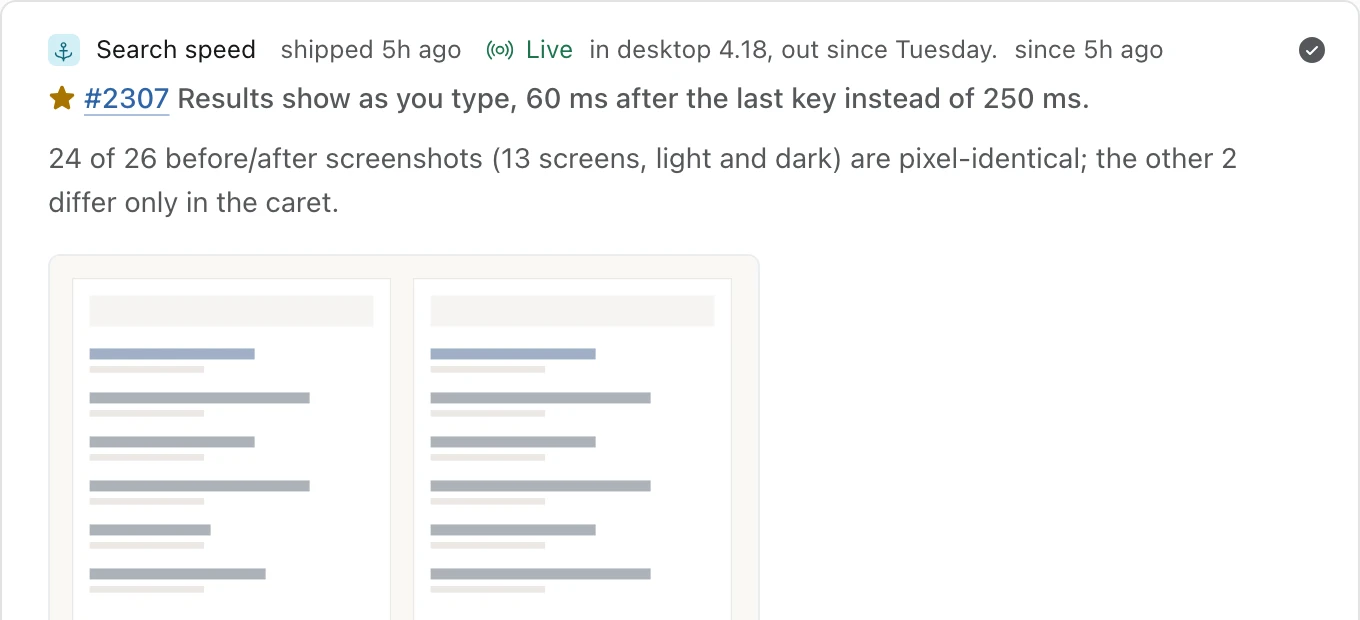 Search speed shipped 5h ago Live in desktop 4.18, out since Tuesday. since 5h ago
#2307 Results show as you type, 60 ms after the last key instead of 250 ms.
24 of 26 before/after screenshots (13 screens, light and dark) are pixel-identical; the other 2
differ only in the caret.